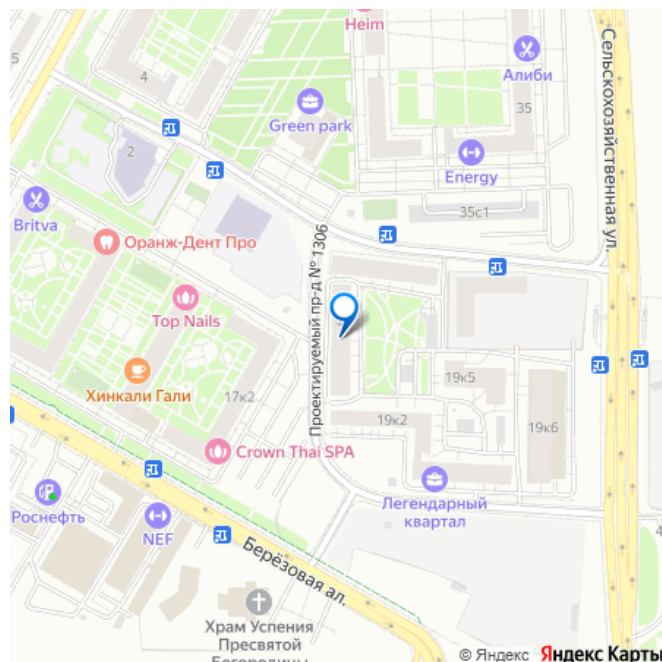 Heim
5
4
Алиби
35
Green park
2
Energy
Сельскохозяйственная ул.
35с1
Britva
Оранж-Дент Про
Проектируемый пр-д № 1306
Top Nails
Хинкали Гали
17к2
19к5
19к2
19к6
Crown Thai SPA
Легендарный
квартал
Роснефть
NEF
Берёзовая ал.
4
Храм Успения
Пресвятой
Богородицы
© Яндекс Яндекс Карты